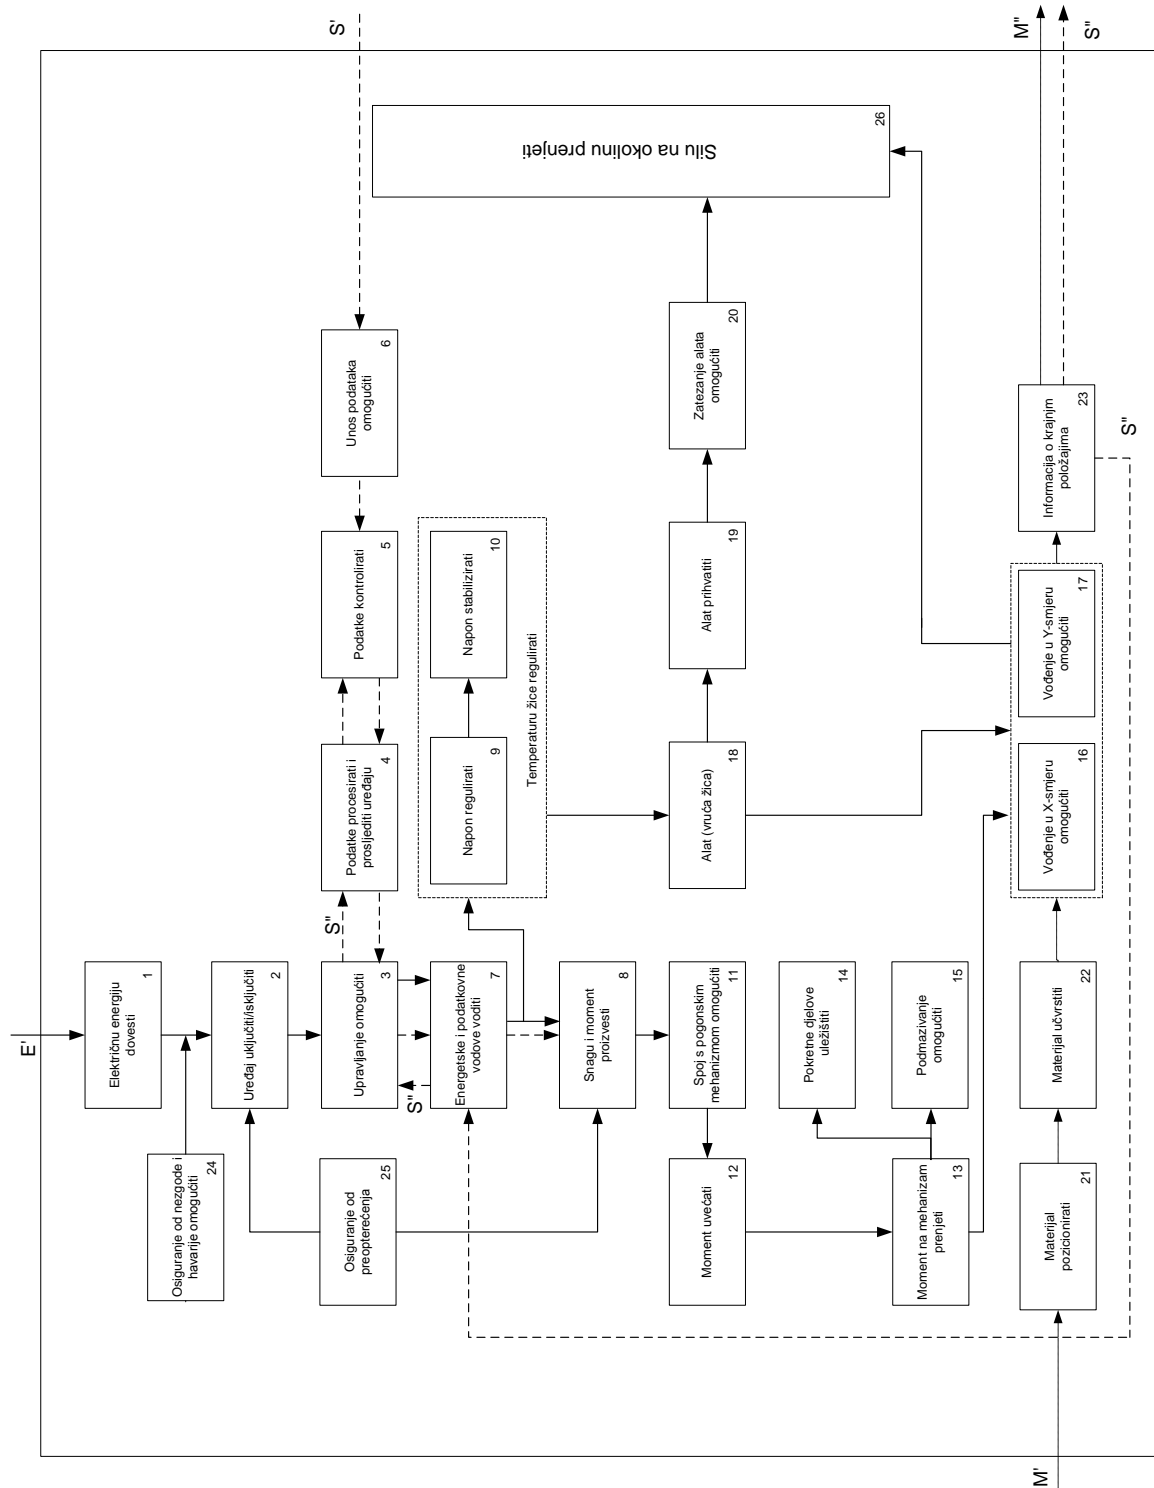 E'
Električnu energiju
dovesti
1
Osiguranje od nezgode i
havarije omogućiti
24
Uređaj uključiti/isključiti
2
Osiguranje od
preopterećenja
25
Upravljanje omogućiti
3
S"
Podatke procesirati i
proslijediti uređaju
4
Podatke kontrolirati
5
Unos podataka
omogućiti
6
S'
S"
Energetske i podatkovne
vodove voditi
7
Napon regulirati
9
Napon stabilizirati
10
Temperaturu žice regulirati
Snagu i moment
proizvesti
8
Spoj s pogonskim
mehanizmom omogućiti
11
Moment uvećati
12
Moment na mehanizam
prenjeti
13
Pokretne djelove
uležištiti
14
Podmazivanje
omogućiti
15
Alat (vruća žica)
18
Alat prihvatiti
19
Zatezanje alata
omogućiti
20
Silu na okolinu prenjeti
26
M'
Materijal
pozicionirati
21
Materijal učvrstiti
22
Vođenje u X-smjeru
omogućiti
16
Vođenje u Y-smjeru
omogućiti
17
Informacija o krajnjim
položajima
23
M"
S"
S"